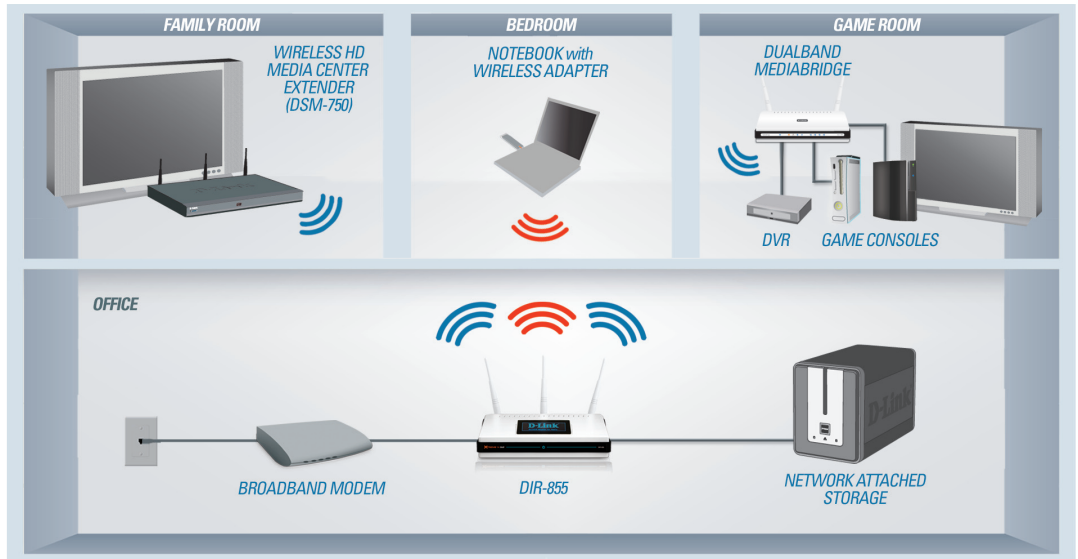 FAMILY ROOM
WIRELESS HD
MEDIA CENTER
EXTENDER
(DSM-750)
BEDROOM
NOTEBOOK with
WIRELESS ADAPTER
GAME ROOM
DUALBAND
MEDIABRIDGE
DVR
GAME CONSOLES
OFFICE
D-Link
D-Link
BROADBAND MODEM
DIR-855
NETWORK ATTACHED
STORAGE